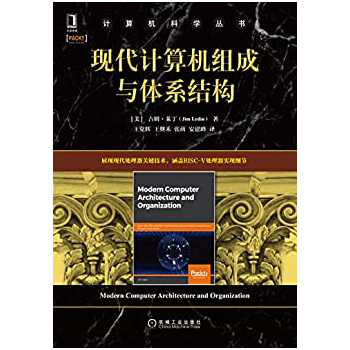 计算机科学丛书
PACKT
现代计算机组成
与体系结构
[美] 吉姆·莱丁（Jim Ledin）著
王党辉 王继禾 张萌 安建峰 译
展现现代处理器关键技术，涵盖RISC-V处理器实现细节
Modern Computer
Architecture and
Organization
Packt>
Modern Computer Architecture and Organization
机械工业出版社
China Machine Press